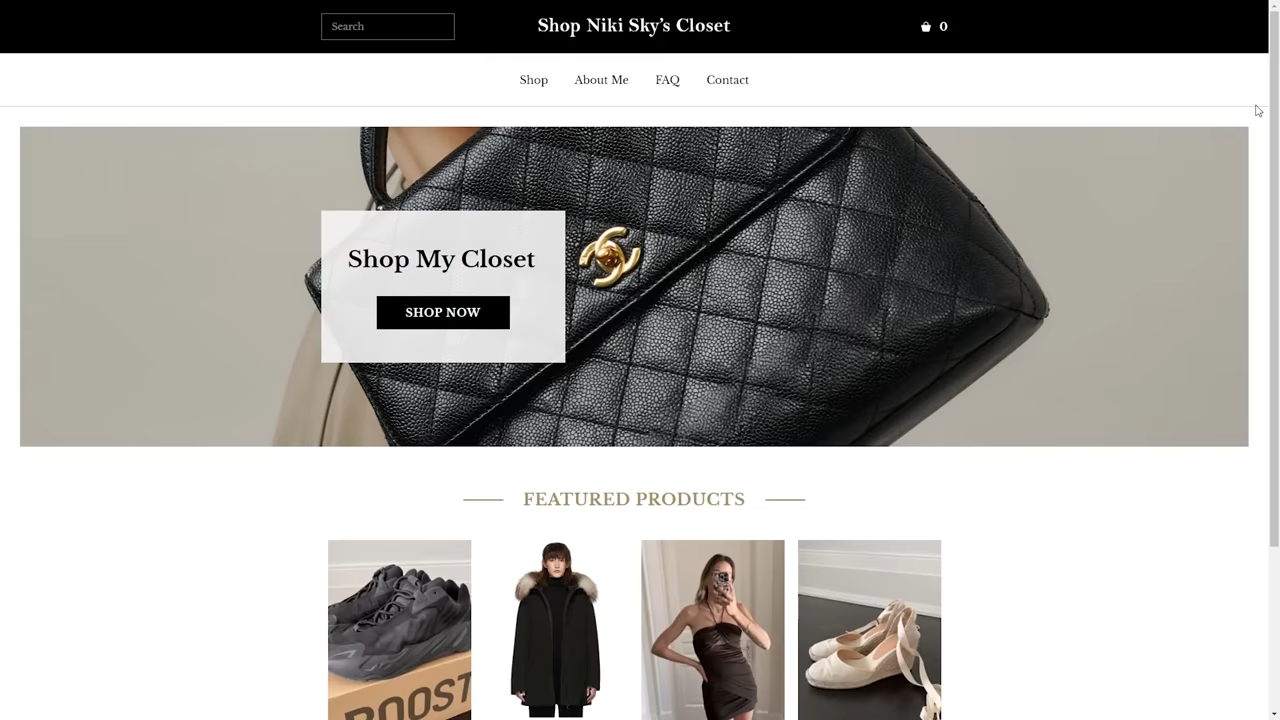 Search
Shop Niki Sky's Closet
0
Shop About Me FAQ Contact
Shop My Closet
SHOP NOW
FEATURED PRODUCTS
BOOST